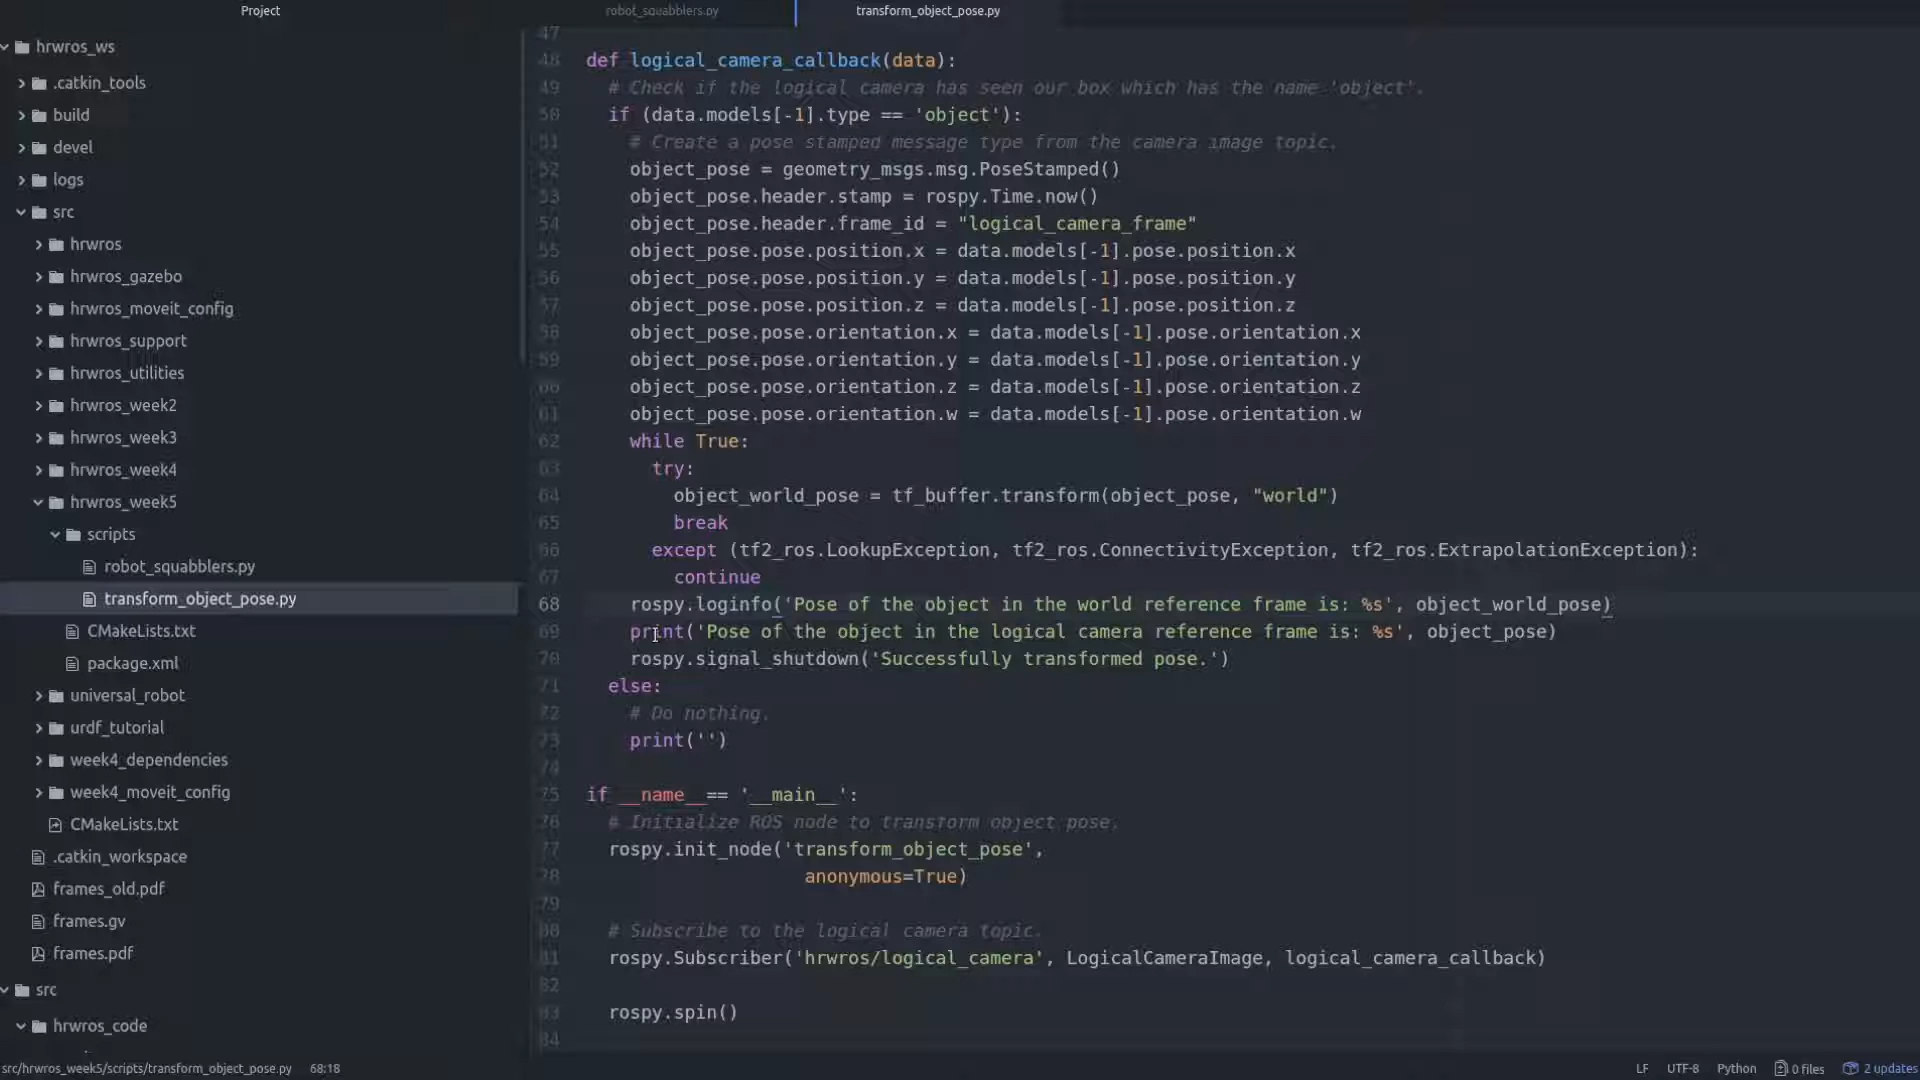 Project
robot_squabblers.py
transform_object_pose.py
hrwros_ws
.catkin_tools
build
devel
logs
src
hrwros
hrwros_gazebo
hrwros_moveit_config
hrwros_support
hrwros_utilities
hrwros_week2
hrwros_week3
hrwros_week4
hrwros_week5
scripts
robot_squabblers.py
transform_object_pose.py
CMakeLists.txt
package.xml
universal_robot
urdf_tutorial
week4_dependencies
week4_moveit_config
CMakeLists.txt
.catkin_workspace
frames_old.pdf
frames.gv
frames.pdf
src
hrwros_code
47
48 def logical_camera_callback(data):
49 # Check if the logical camera has seen our box which has the name 'object'.
50 if (data.models[-1].type == 'object'):
51 # Create a pose stamped message type from the camera image topic.
52 object_pose = geometry_msgs.msg.PoseStamped()
53 object_pose.header.stamp = rospy.Time.now()
54 object_pose.header.frame_id = "logical_camera_frame"
55 object_pose.pose.position.x = data.models[-1].pose.position.x
56 object_pose.pose.position.y = data.models[-1].pose.position.y
57 object_pose.pose.position.z = data.models[-1].pose.position.z
58 object_pose.pose.orientation.x = data.models[-1].pose.orientation.x
59 object_pose.pose.orientation.y = data.models[-1].pose.orientation.y
60 object_pose.pose.orientation.z = data.models[-1].pose.orientation.z
61 object_pose.pose.orientation.w = data.models[-1].pose.orientation.w
62 while True:
63 try:
64 object_world_pose = tf_buffer.transform(object_pose, "world")
65 break
66 except (tf2_ros.LookupException, tf2_ros.ConnectivityException, tf2_ros.ExtrapolationException):
67 continue
68 rospy.loginfo('Pose of the object in the world reference frame is: %s', object_world_pose)
69 print('Pose of the object in the logical camera reference frame is: %s', object_pose)
70 rospy.signal_shutdown('Successfully transformed pose.')
71 else:
72 # Do nothing.
73 print('')
74
75 if __name__== '__main__':
76 # Initialize ROS node to transform object pose.
77 rospy.init_node('transform_object_pose',
78 anonymous=True)
79
80 # Subscribe to the logical camera topic.
81 rospy.Subscriber('hrwros/logical_camera', LogicalCameraImage, logical_camera_callback)
82
83 rospy.spin()
84
src/hrwros_week5/scripts/transform_object_pose.py 68:18 LF UTF-8 Python 0 files 2 updates